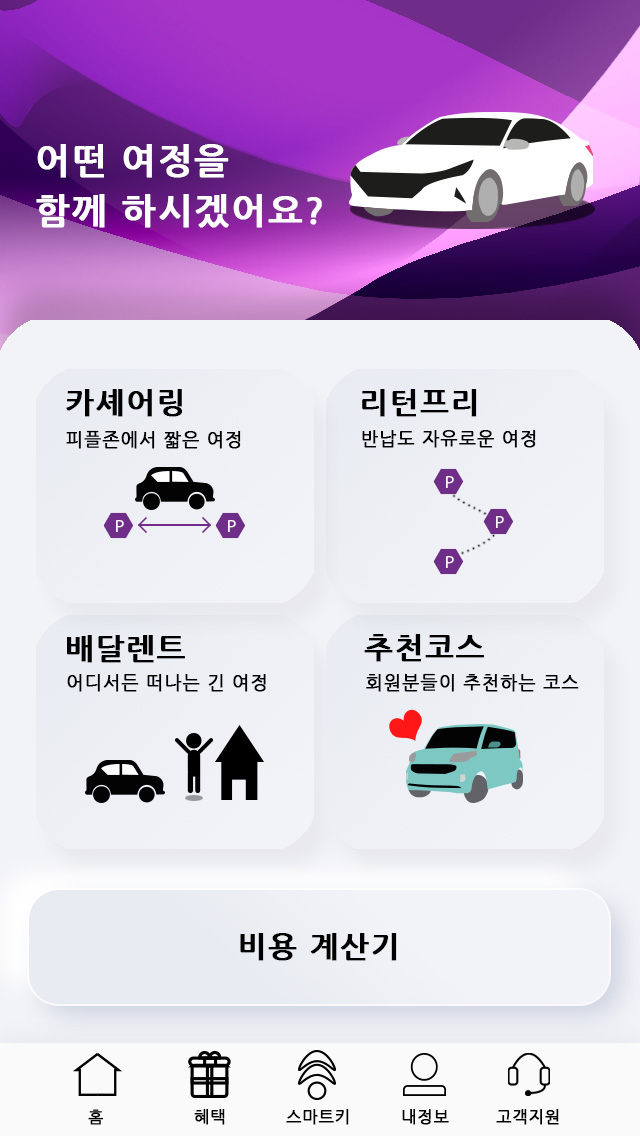 어떤 여정을
함께 하시겠어요?
카셰어링
피플존에서 짧은 여정
P
P
리턴프리
반납도 자유로운 여정
P
P
P
배달렌트
어디서든 떠나는 긴 여정
추천코스
회원분들이 추천하는 코스
비용 계산기
홈
혜택
스마트키
내정보
고객지원